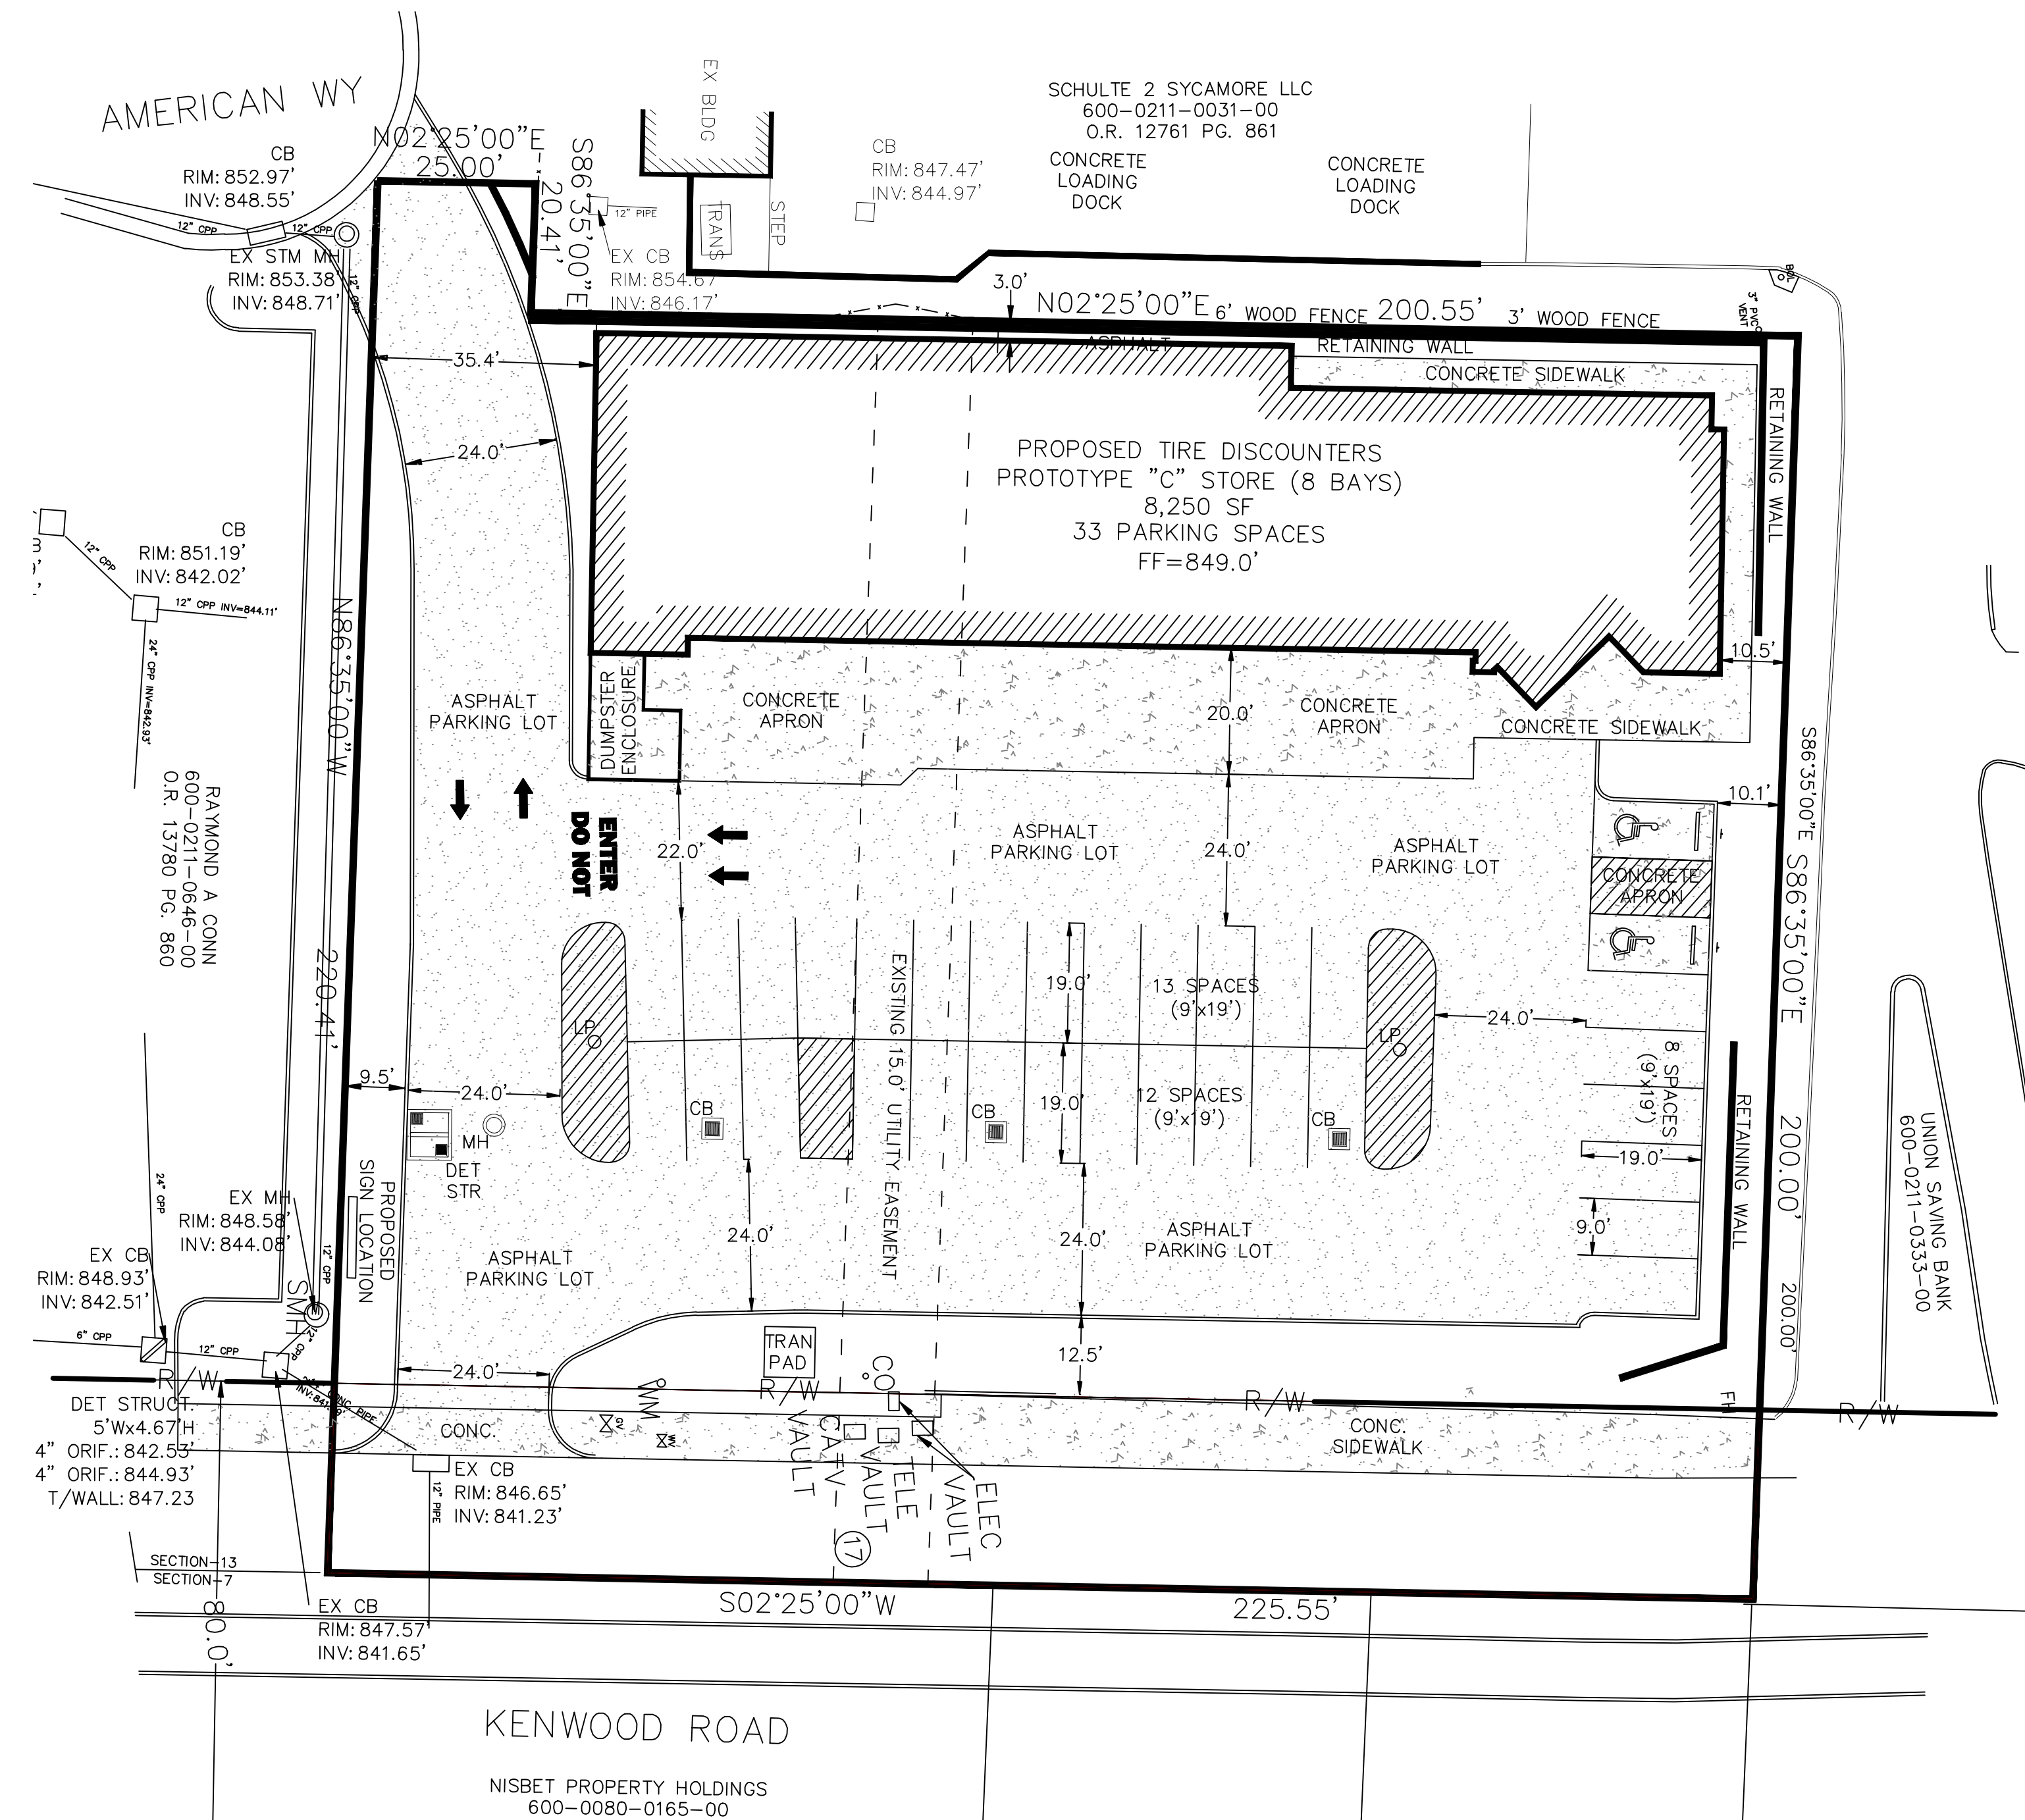 AMERICAN WY
N02°25'00"E
25.00'
S86°35'00"E
20.41'
EX BLDG
TRANS
STEP
12" PIPE
CB
RIM: 847.47'
INV: 844.97'
SCHULTE 2 SYCAMORE LLC
600-0211-0031-00
O.R. 12761 PG. 861
CONCRETE
LOADING
DOCK
CONCRETE
LOADING
DOCK
CB
RIM: 852.97'
INV: 848.55'
12" CPP
12" CPP
EX STM MH
RIM: 853.38'
INV: 848.71'
12" CPP
EX CB
RIM: 854.67
INV: 846.17'
3.0'
N02°25'00"E
6' WOOD FENCE
200.55'
3' WOOD FENCE
3" PVC
VENT
BOL
35.4'
ASPHALT
RETAINING WALL
CONCRETE SIDEWALK
RETAINING WALL
24.0'
PROPOSED TIRE DISCOUNTERS
PROTOTYPE "C" STORE (8 BAYS)
8,250 SF
33 PARKING SPACES
FF=849.0'
CB
RIM: 851.19'
INV: 842.02'
12" CPP
12" CPP INV=844.11'
24" CPP INV=842.93'
N86°35'00"W
220.41'
10.5'
ASPHALT
PARKING LOT
DUMPSTER
ENCLOSURE
CONCRETE
APRON
20.0'
CONCRETE
APRON
CONCRETE SIDEWALK
S86°35'00"E
S86°35'00"E
10.1'
RAYMOND A CONN
600-0211-0646-00
O.R. 13780 PG. 860
DO NOT
ENTER
22.0'
ASPHALT
PARKING LOT
24.0'
ASPHALT
PARKING LOT
CONCRETE
APRON
EXISTING 15.0' UTILITY EASEMENT
19.0'
13 SPACES
(9'x19')
LP
LP
24.0'
8 SPACES
(9'x19')
9.5'
24.0'
CB
CB
19.0'
12 SPACES
(9'x19')
CB
MH
DET
STR
19.0'
RETAINING WALL
200.00'
200.00'
UNION SAVING BANK
600-0211-0333-00
24" CPP
PROPOSED
SIGN LOCATION
EX MH
RIM: 848.58'
INV: 844.08'
24.0'
24.0'
ASPHALT
PARKING LOT
9.0'
ASPHALT
PARKING LOT
EX CB
RIM: 848.93'
INV: 842.51'
SMH
12" CPP
6" CPP
12" CPP
12" CPP
TRAN
PAD
12.5'
24.0'
R/W
R/W
R/W
R/W
CO
WM
FH
DET STRUCT.
5'Wx4.67'H
4" ORIF.: 842.53'
4" ORIF.: 844.93'
T/WALL: 847.23
CONC.
CONC.
SIDEWALK
CATV
VAULT
TELE
VAULT
ELEC
VAULT
EX CB
RIM: 846.65'
INV: 841.23'
12" PIPE
17
SECTION-13
SECTION-7
80.0'
EX CB
RIM: 847.57'
INV: 841.65'
S02°25'00"W
225.55'
KENWOOD ROAD
NISBET PROPERTY HOLDINGS
600-0080-0165-00